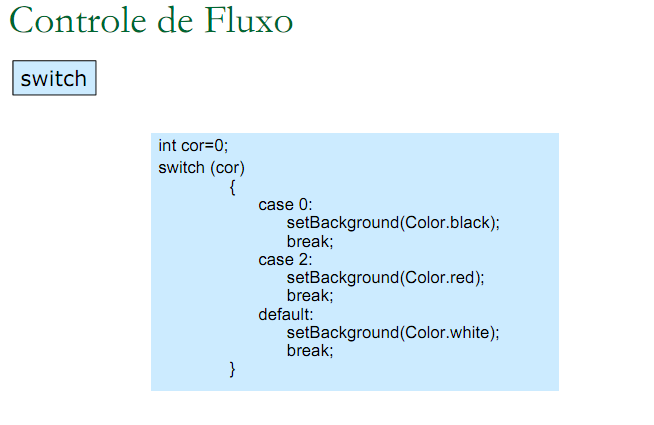 Controle de Fluxo
switch
int cor=0;
switch (cor)
{
case 0:
setBackground(Color.black);
break;
case 2:
setBackground(Color.red);
break;
default:
setBackground(Color.white);
break;
}